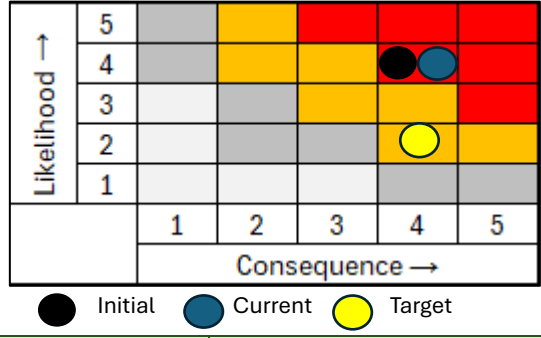 5
4
Likelihood →
3
2
1
1 2 3 4 5
Consequence →
Initial Current Target